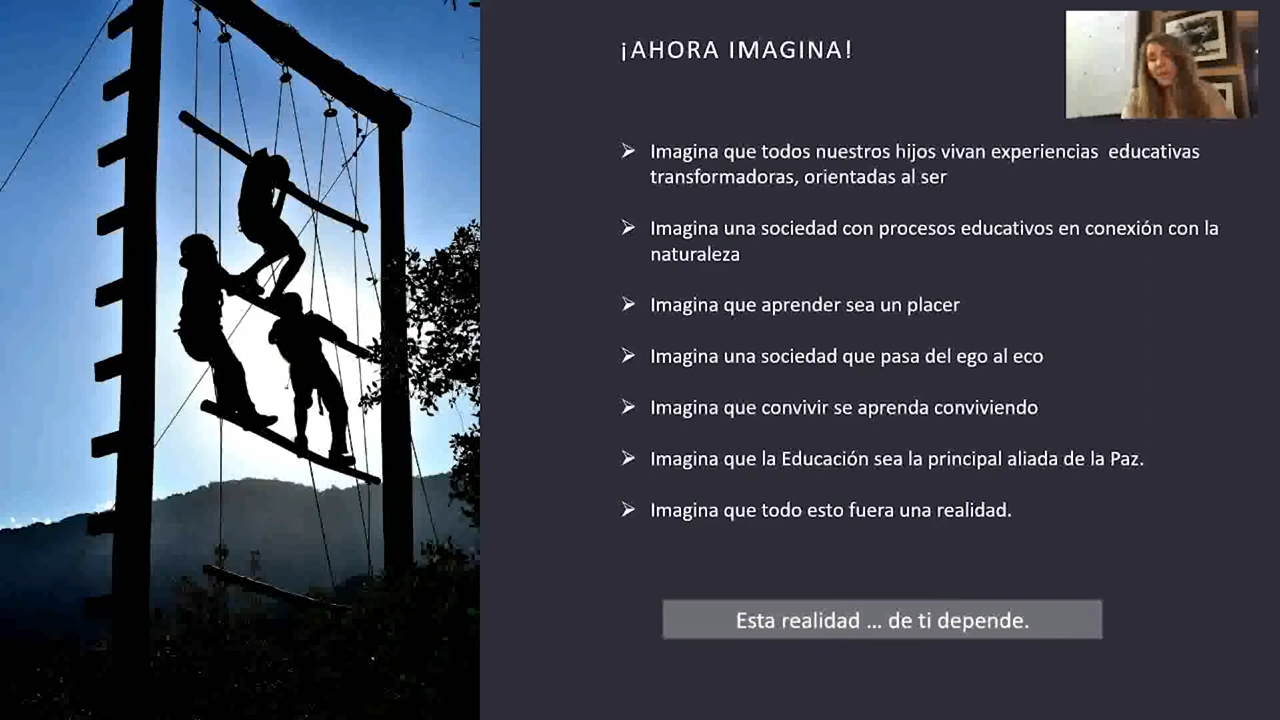 ¡AHORA IMAGINA!
Imagina que todos nuestros hijos vivan experiencias educativas
transformadoras, orientadas al ser
Imagina una sociedad con procesos educativos en conexión con la
naturaleza
Imagina que aprender sea un placer
Imagina una sociedad que pasa del ego al eco
Imagina que convivir se aprenda conviviendo
Imagina que la Educación sea la principal aliada de la Paz.
Imagina que todo esto fuera una realidad.
Esta realidad ... de ti depende.